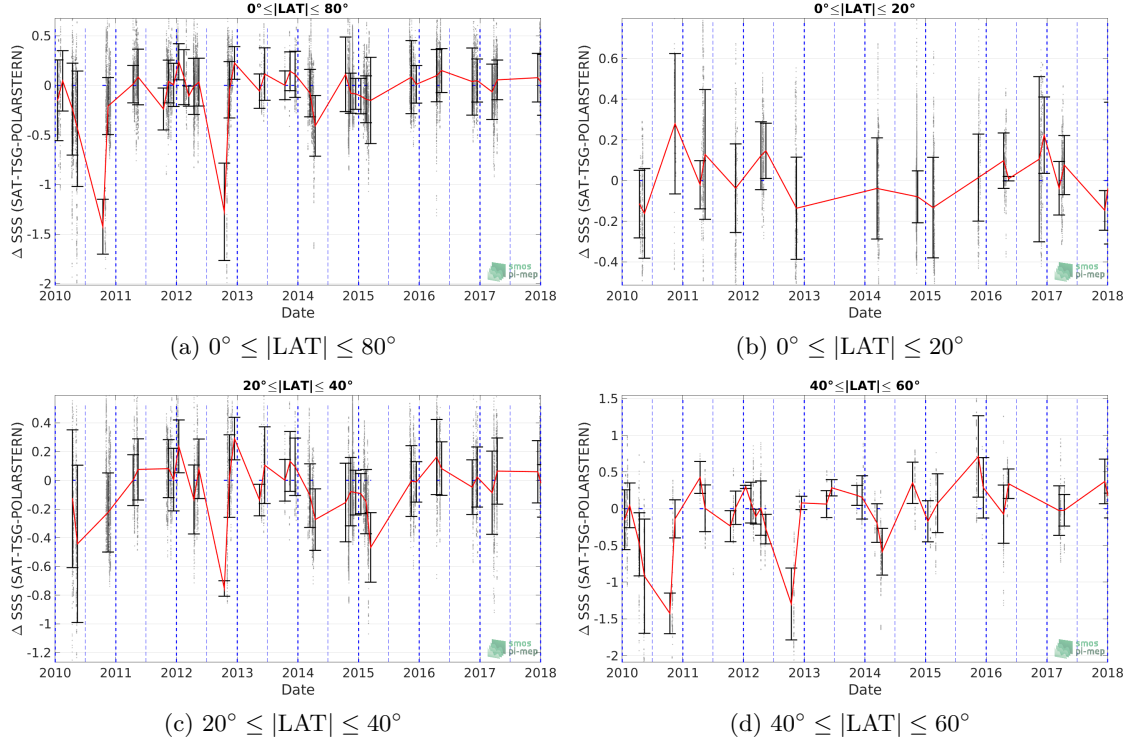 0°≤|LAT|≤ 80°
Δ SSS (SAT-TSG-POLARSTERN)
0.5
0
-0.5
-1
-1.5
-2
2010 2011 2012 2013 2014 2015 2016 2017 2018
Date
smos
pi-mep
(a) 0° ≤ |LAT| ≤ 80°
0°≤|LAT|≤ 20°
Δ SSS (SAT-TSG-POLARSTERN)
0.6
0.4
0.2
0
-0.2
-0.4
2010 2011 2012 2013 2014 2015 2016 2017 2018
Date
smos
pi-mep
(b) 0° ≤ |LAT| ≤ 20°
20°≤|LAT|≤ 40°
Δ SSS (SAT-TSG-POLARSTERN)
0.4
0.2
0
-0.2
-0.4
-0.6
-0.8
-1
-1.2
2010 2011 2012 2013 2014 2015 2016 2017 2018
Date
smos
pi-mep
(c) 20° ≤ |LAT| ≤ 40°
40°≤|LAT|≤ 60°
Δ SSS (SAT-TSG-POLARSTERN)
1.5
1
0.5
0
-0.5
-1
-1.5
-2
2010 2011 2012 2013 2014 2015 2016 2017 2018
Date
smos
pi-mep
(d) 40° ≤ |LAT| ≤ 60°